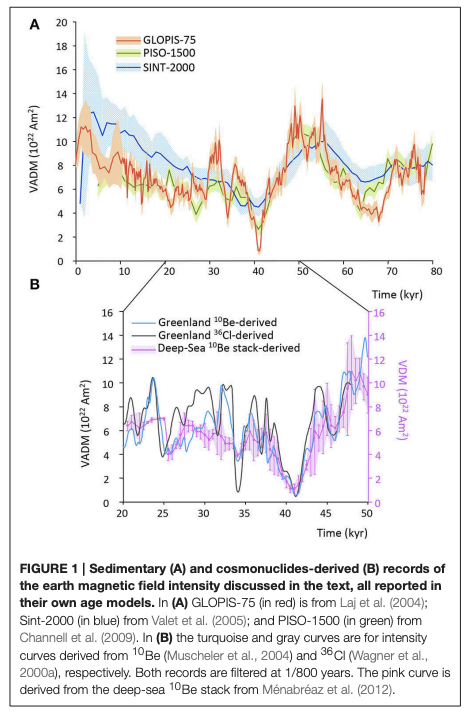 A
GLOPIS-75
PISO-1500
SINT-2000
VADM (10²² Am²)
20
18
16
14
12
10
8
6
4
2
0
0 10 20 30 40 50 60 70 80
Time (kyr)
B
Greenland ¹⁰Be-derived
Greenland ³⁶Cl-derived
Deep-Sea ¹⁰Be stack-derived
VADM (10²² Am²)
16
14
12
10
8
6
4
2
0
VDM (10²² Am²)
16
14
12
10
8
6
4
2
0
20 25 30 35 40 45 50
Time (kyr)
FIGURE 1 | Sedimentary (A) and cosmonuclides-derived (B) records of
the earth magnetic field intensity discussed in the text, all reported in
their own age models. In (A) GLOPIS-75 (in red) is from Laj et al. (2004);
Sint-2000 (in blue) from Valet et al. (2005); and PISO-1500 (in green) from
Channell et al. (2009). In (B) the turquoise and gray curves are for intensity
curves derived from ¹⁰Be (Muscheler et al., 2004) and ³⁶Cl (Wagner et al.,
2000a), respectively. Both records are filtered at 1/800 years. The pink curve is
derived from the deep-sea ¹⁰Be stack from Ménabréaz et al. (2012).